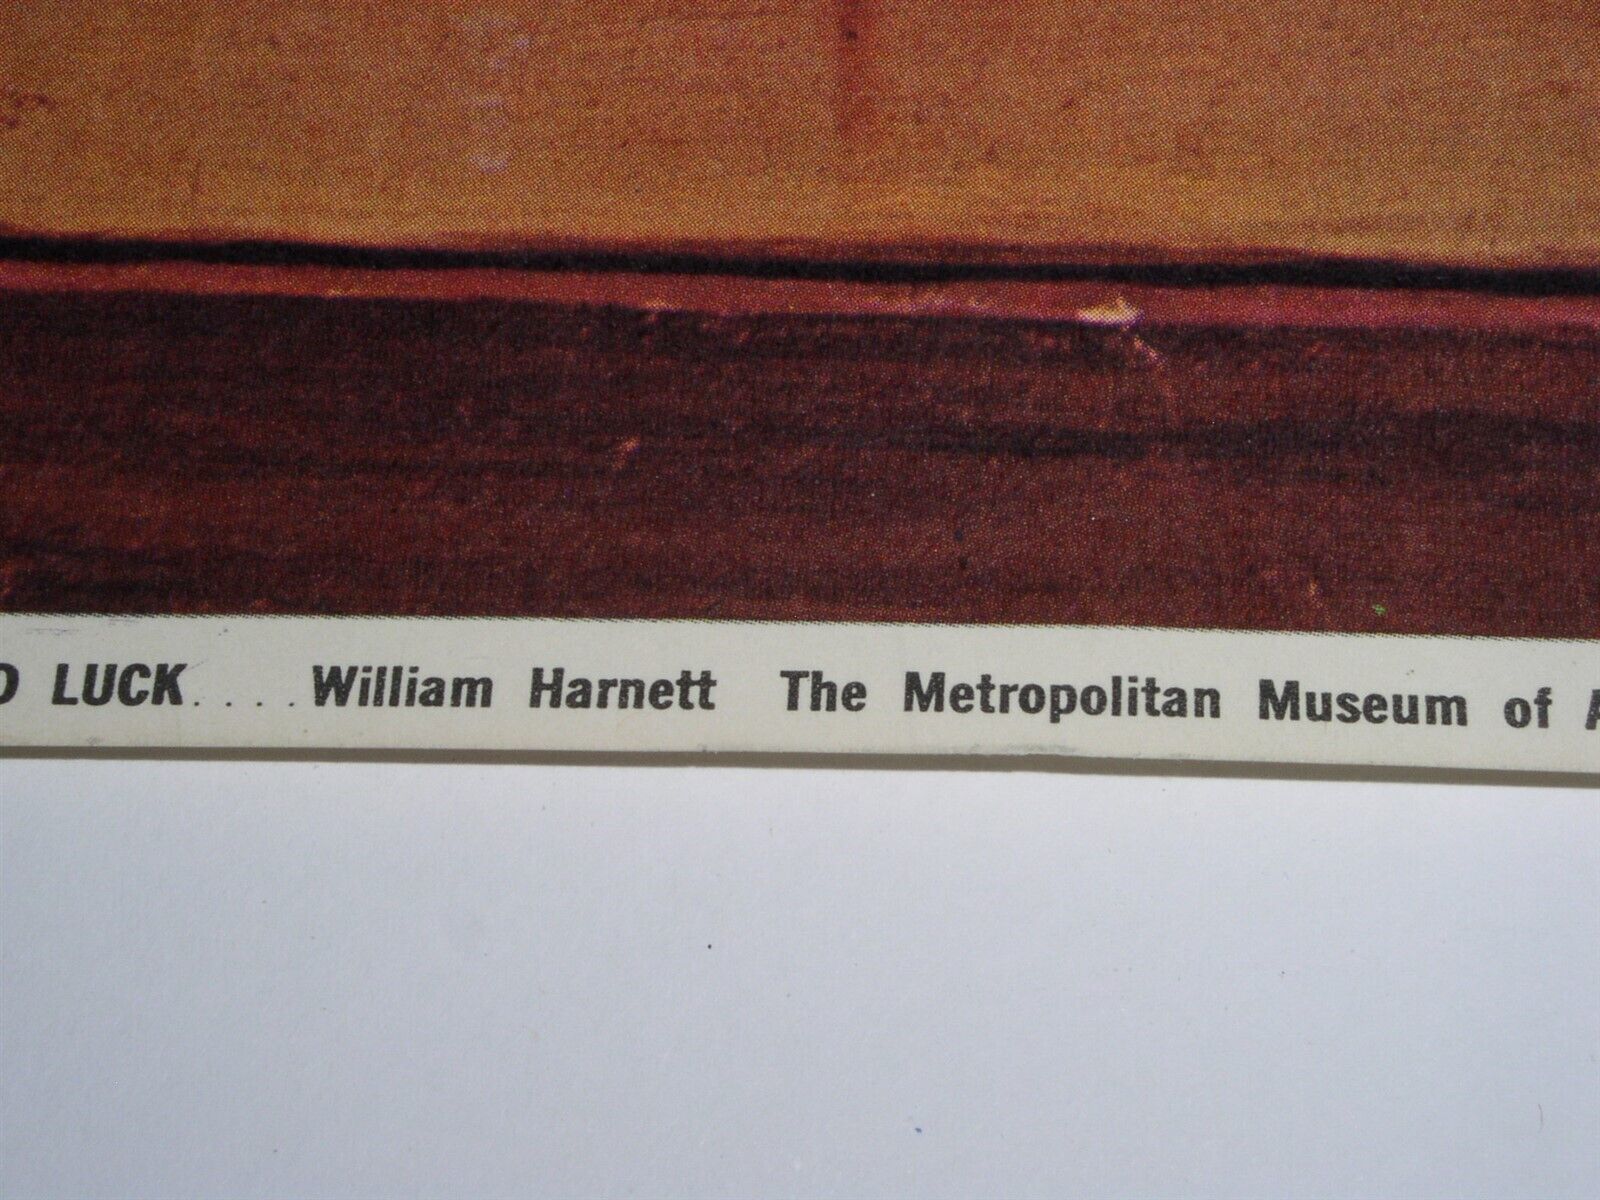 D LUCK.....William Harnett The Metropolitan Museum of A